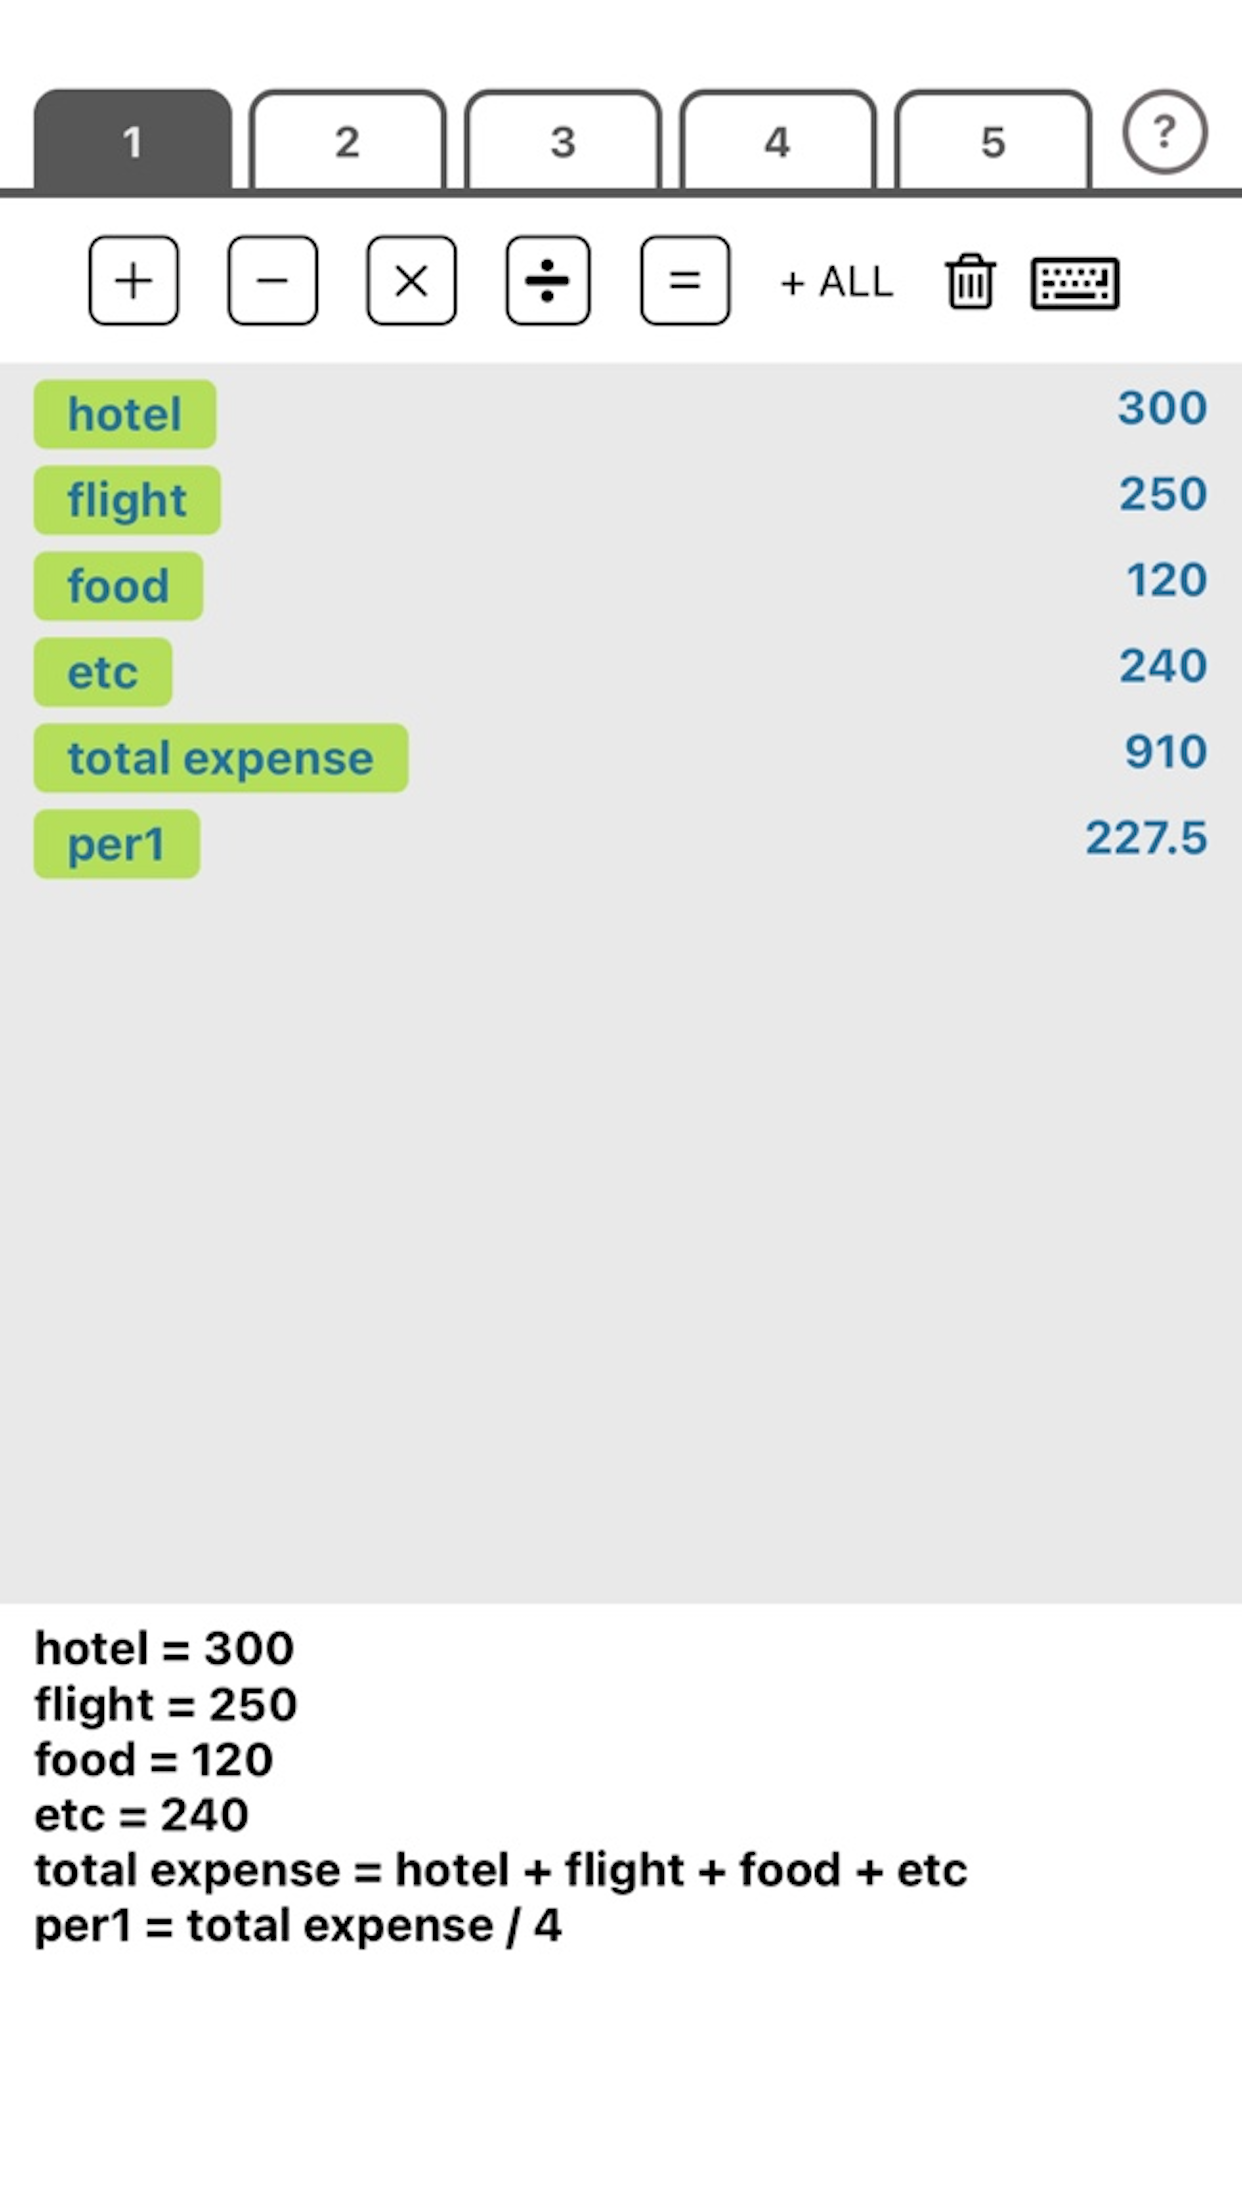 1 2 3 4 5 ?
+ − × ÷ = + ALL
hotel 300
flight 250
food 120
etc 240
total expense 910
per1 227.5
hotel = 300
flight = 250
food = 120
etc = 240
total expense = hotel + flight + food + etc
per1 = total expense / 4